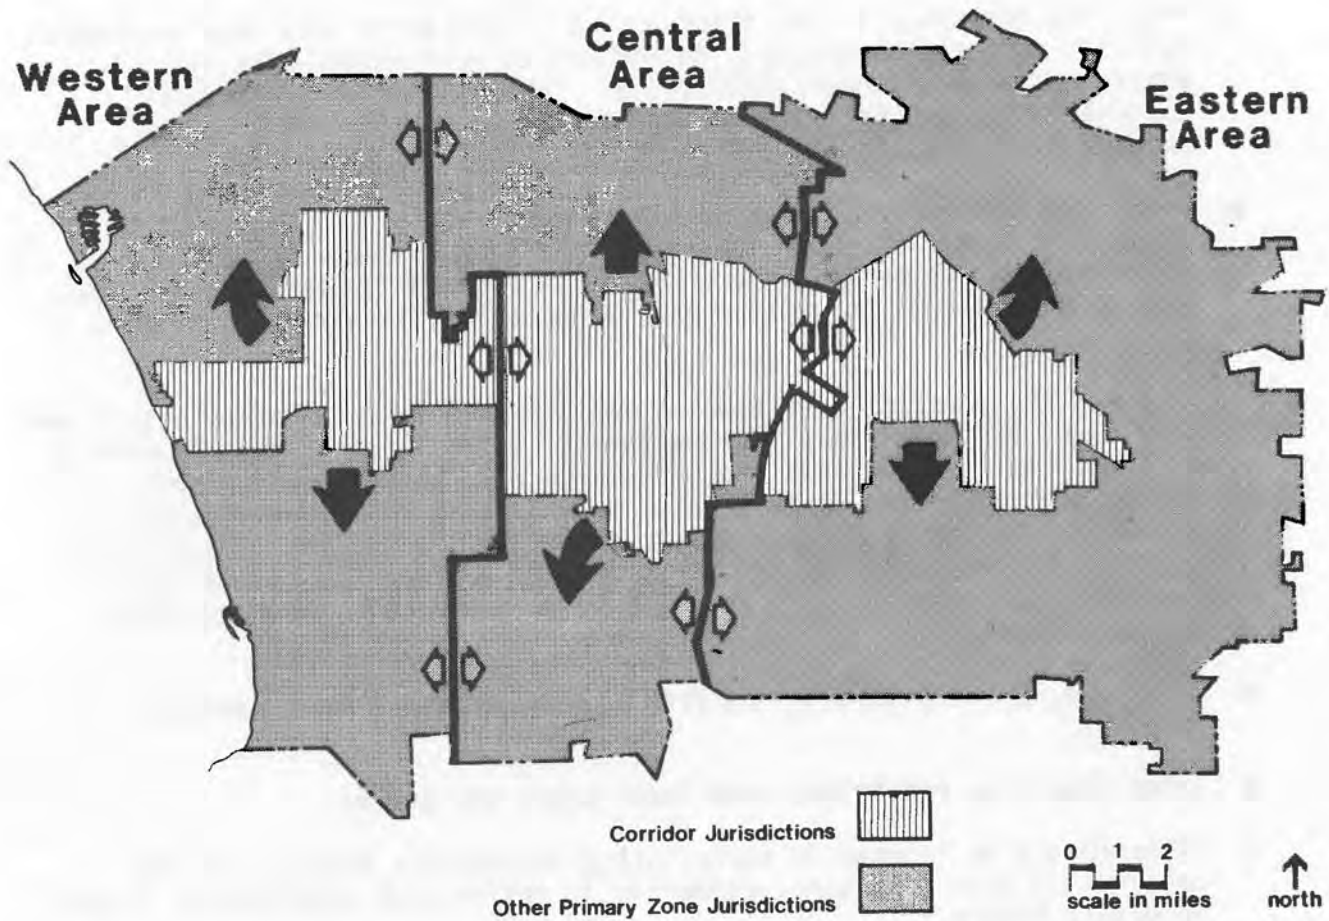 Western
Area
Central
Area
Eastern
Area
Corridor Jurisdictions
Other Primary Zone Jurisdictions
0 1 2
scale in miles
north